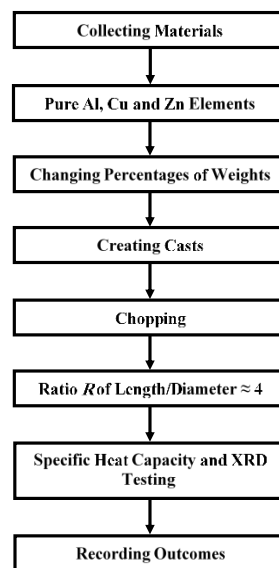 Collecting Materials
Pure Al, Cu and Zn Elements
Changing Percentages of Weights
Creating Casts
Chopping
Ratio R of Length/Diameter ≈ 4
Specific Heat Capacity and XRD
Testing
Recording Outcomes